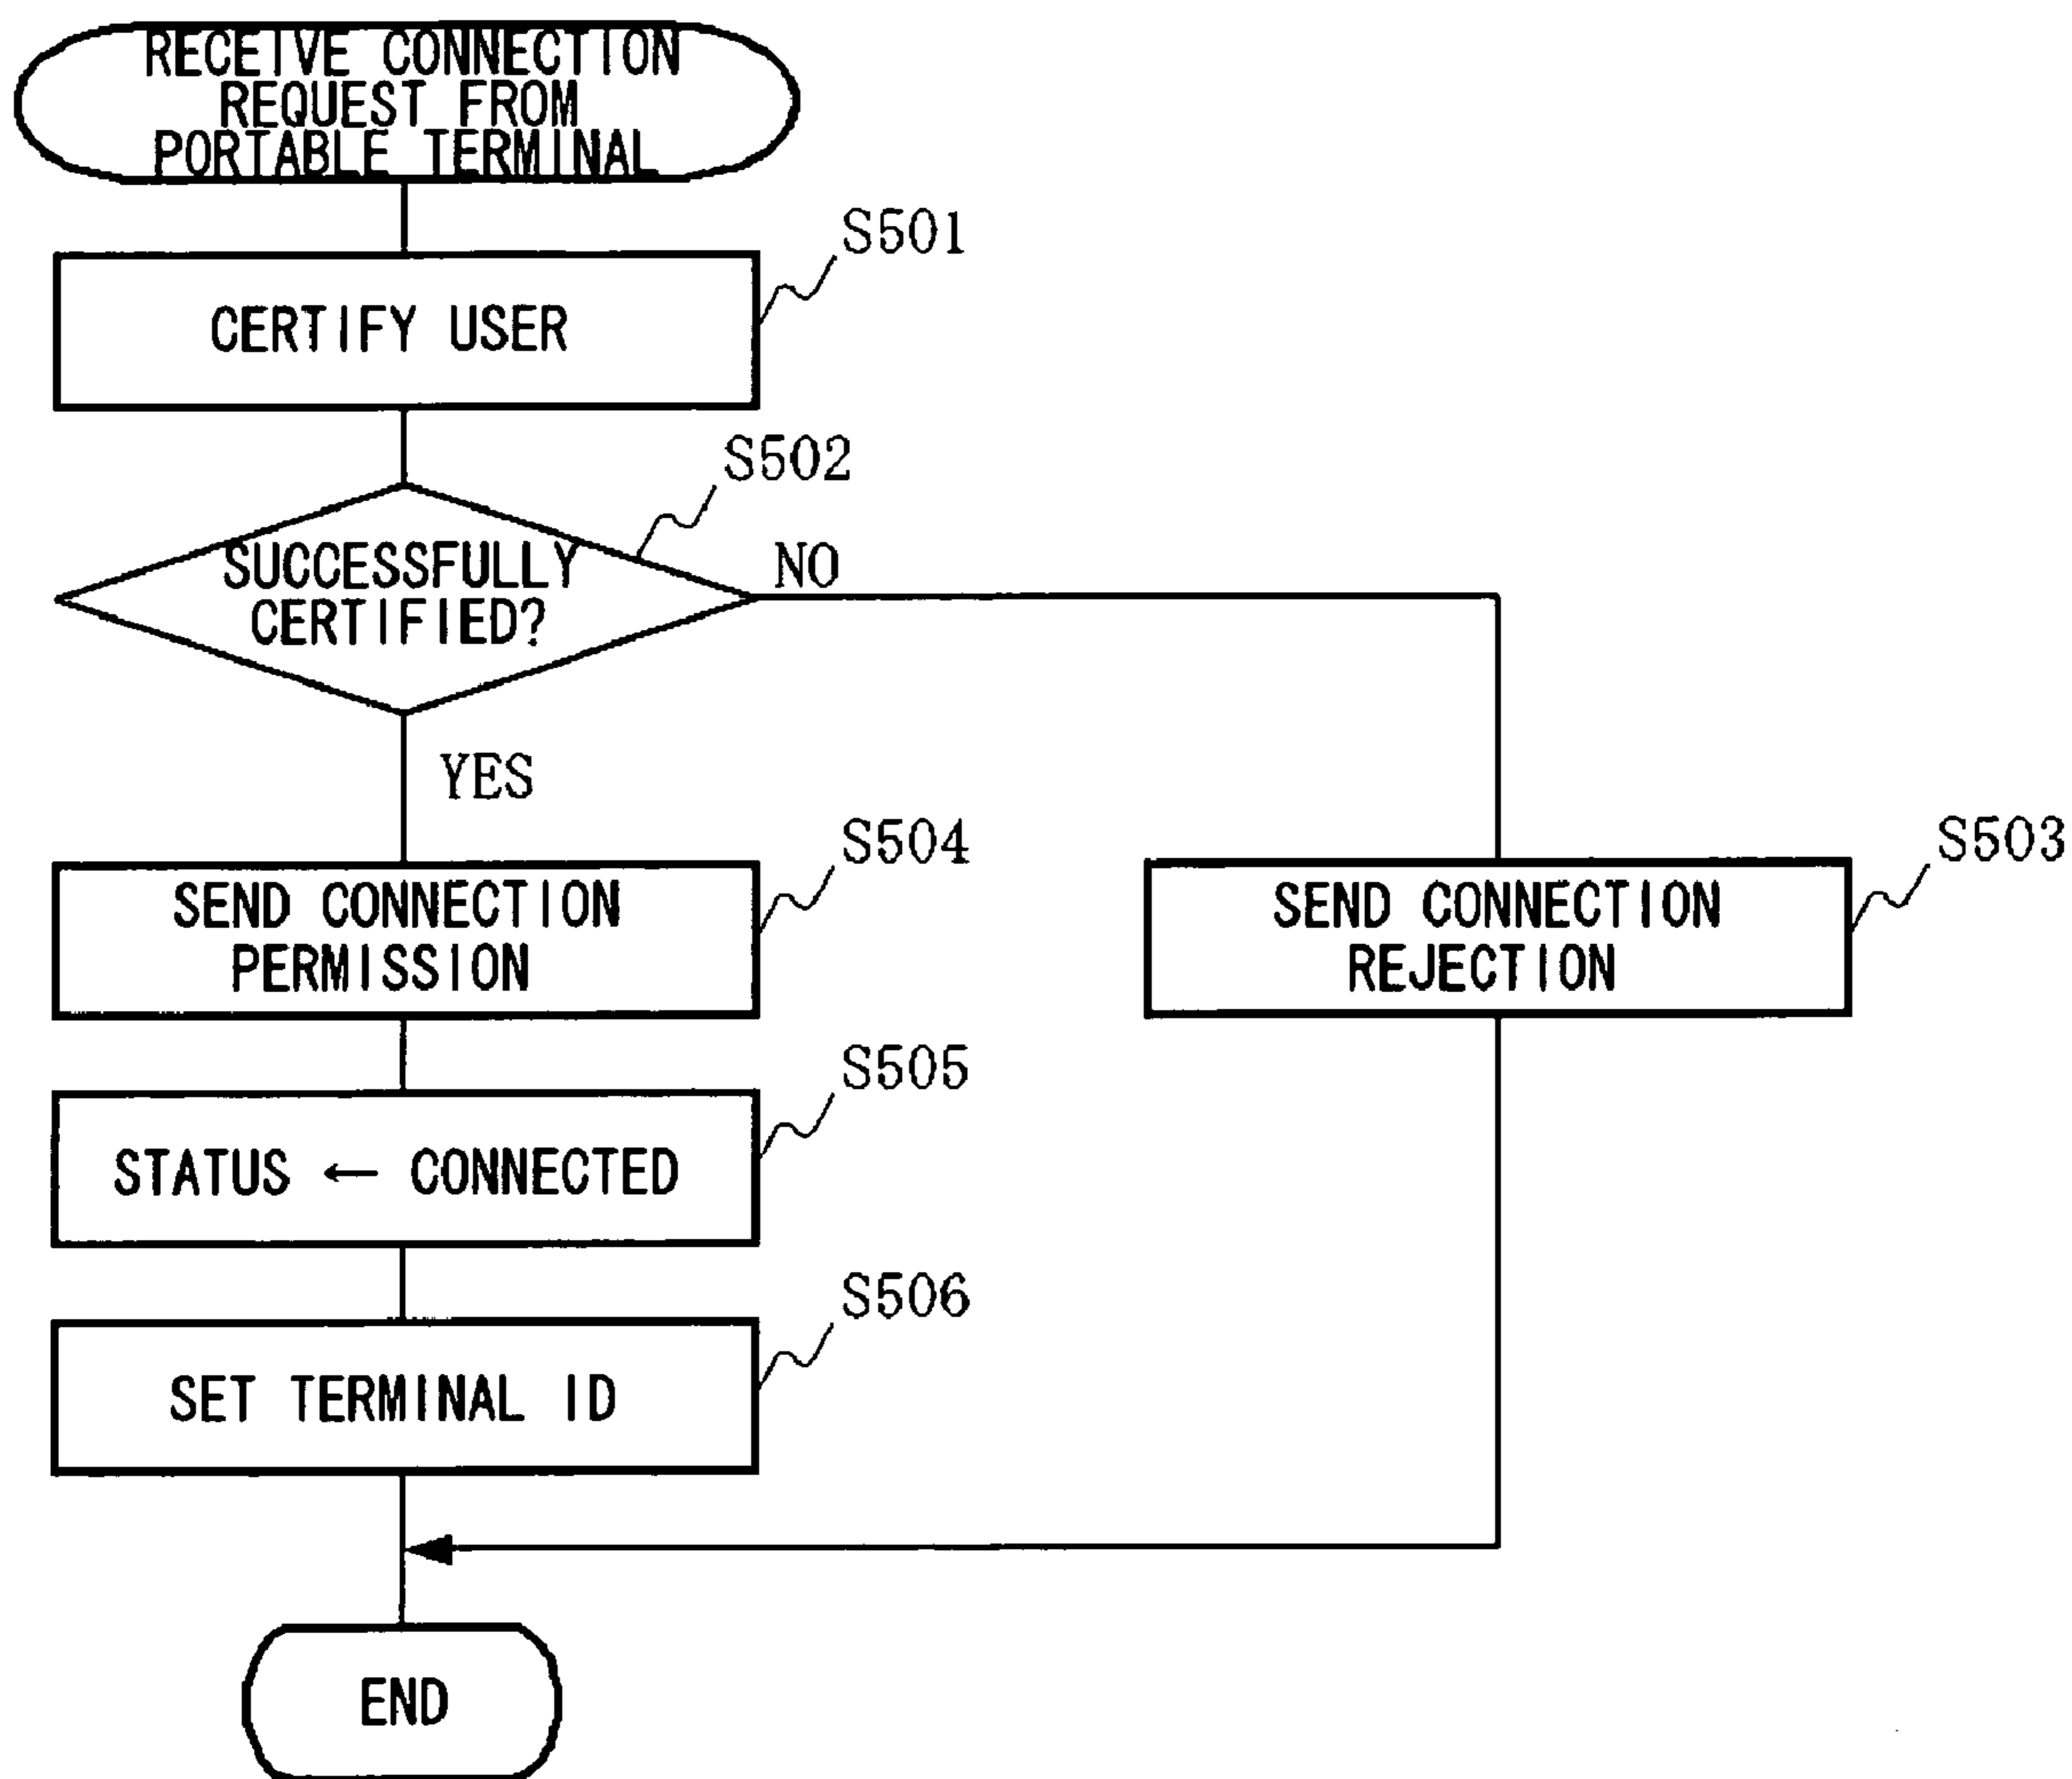 RECEIVE CONNECTION
REQUEST FROM
PORTABLE TERMINAL
S501
CERTIFY USER
S502
SUCCESSFULLY
CERTIFIED?
NO
YES
S504
SEND CONNECTION
PERMISSION
S503
SEND CONNECTION
REJECTION
S505
STATUS ← CONNECTED
S506
SET TERMINAL ID
END